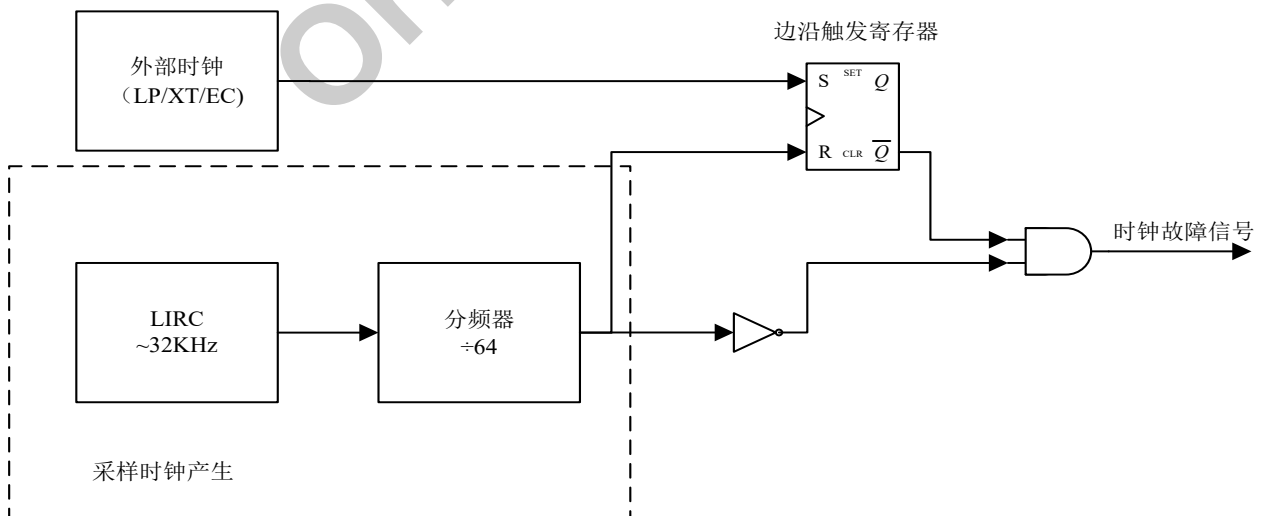 边沿触发寄存器
外部时钟
（LP/XT/EC)
S SET Q
R CLR Q
时钟故障信号
LIRC
~32KHz
分频器
÷64
采样时钟产生